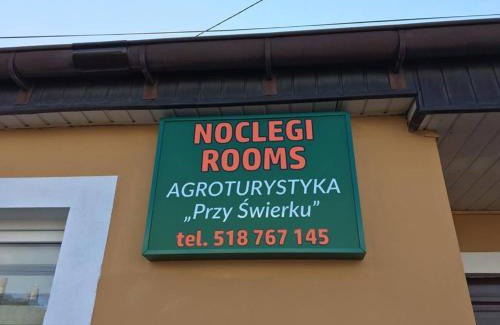 NOCLEGI
ROOMS
AGROTURYSTYKA
„Przy Świerku”
tel. 518 767 145